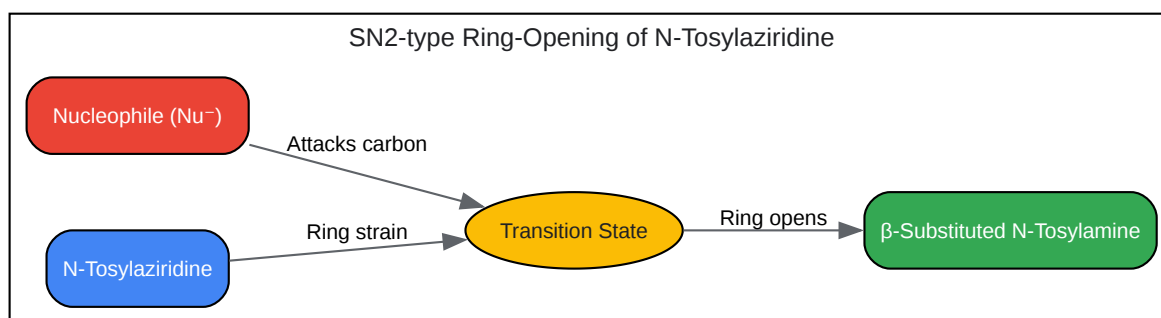 SN2-type Ring-Opening of N-Tosylaziridine
Nucleophile (Nu⁻)
Attacks carbon
N-Tosylaziridine
Ring strain
Transition State
Ring opens
β-Substituted N-Tosylamine